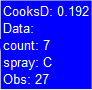 CooksD: 0.192
Data:
count: 7
spray: C
Obs: 27